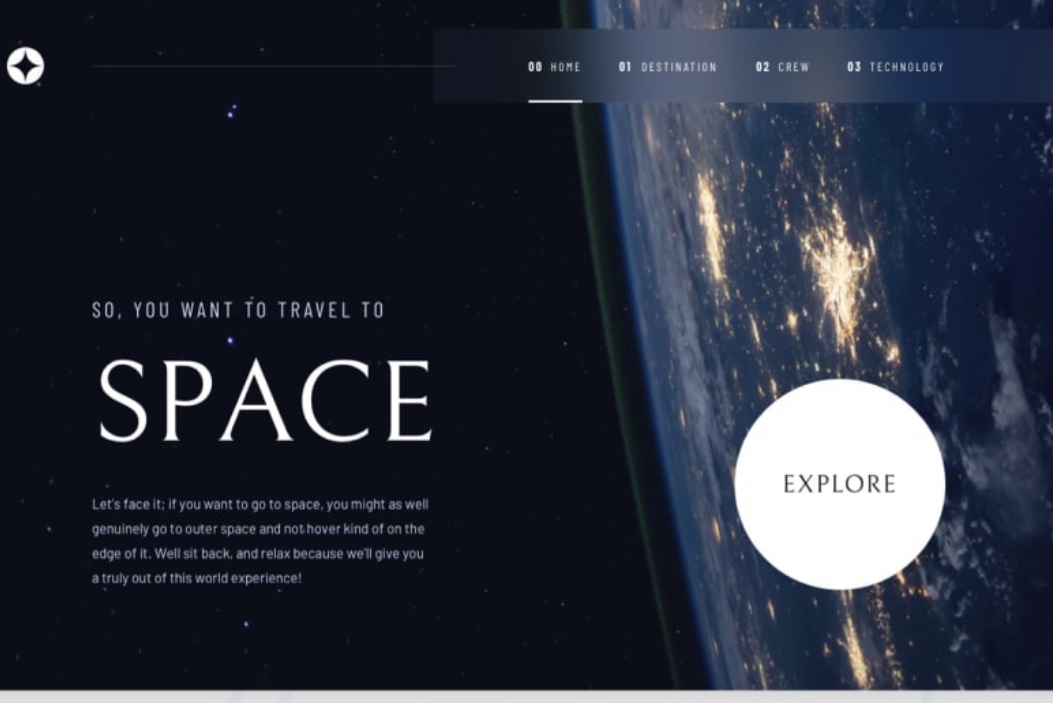 00 HOME 01 DESTINATION 02 CREW 03 TECHNOLOGY
SO, YOU WANT TO TRAVEL TO
SPACE
Let's face it; if you want to go to space, you might as well
genuinely go to outer space and not hover kind of on the
edge of it. Well sit back, and relax because we'll give you
a truly out of this world experience!
EXPLORE